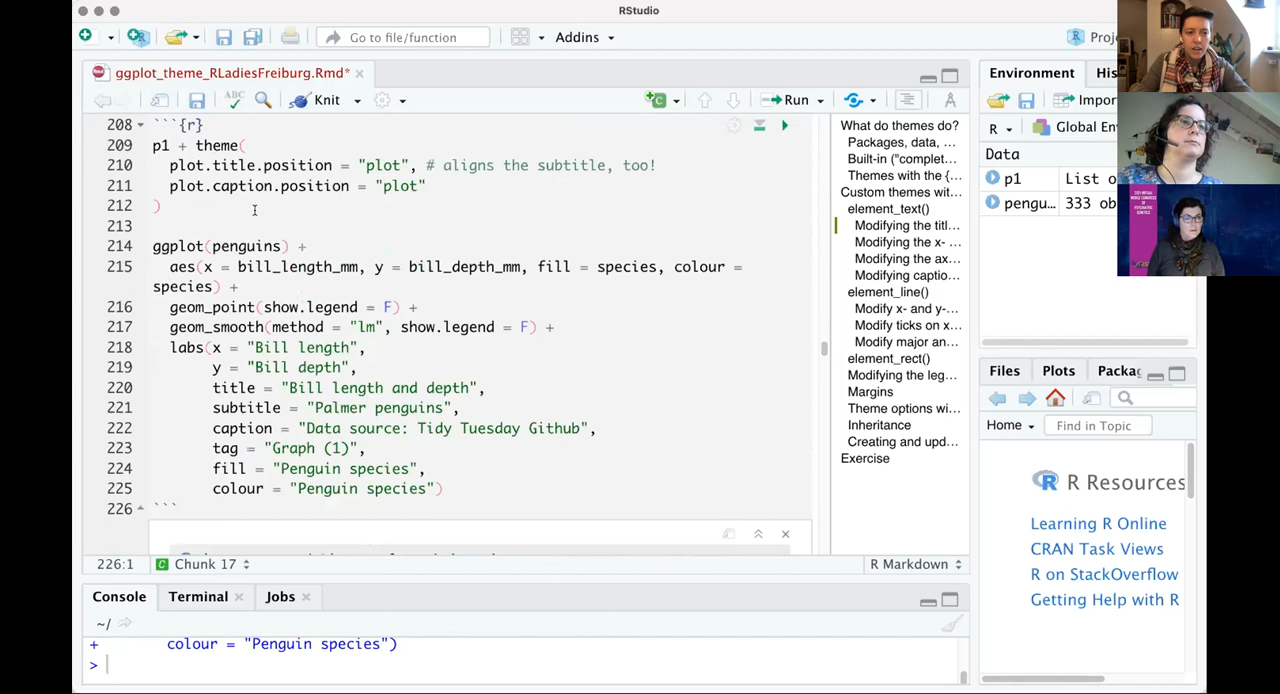 RStudio
Go to file/function
Addins
Proj
ggplot_theme_RLadiesFreiburg.Rmd*
ABC
Knit
Run
208 ```{r}
209 p1 + theme(
210 plot.title.position = "plot", # aligns the subtitle, too!
211 plot.caption.position = "plot"
212 )
213
214 ggplot(penguins) +
215 aes(x = bill_length_mm, y = bill_depth_mm, fill = species, colour =
species) +
216 geom_point(show.legend = F) +
217 geom_smooth(method = "lm", show.legend = F) +
218 labs(x = "Bill length",
219 y = "Bill depth",
220 title = "Bill length and depth",
221 subtitle = "Palmer penguins",
222 caption = "Data source: Tidy Tuesday Github",
223 tag = "Graph (1)",
224 fill = "Penguin species",
225 colour = "Penguin species")
226 ```
226:1 Chunk 17 R Markdown
What do themes do?
Packages, data, ...
Built-in ("complet...
Themes with the {...
Custom themes wit...
element_text()
Modifying the titl...
Modifying the x- ...
Modifying the ax...
Modifying captio...
element_line()
Modify x- and y-...
Modify ticks on x...
Modify major an...
element_rect()
Modifying the leg...
Margins
Theme options wi...
Inheritance
Creating and upd...
Exercise
Console Terminal Jobs
~/
+ colour = "Penguin species")
>
Environment His
Impor
R Global En
Data
p1 List o
pengu... 333 ob
Files Plots Packag
Home Find in Topic
R Resources
Learning R Online
CRAN Task Views
R on StackOverflow
Getting Help with R